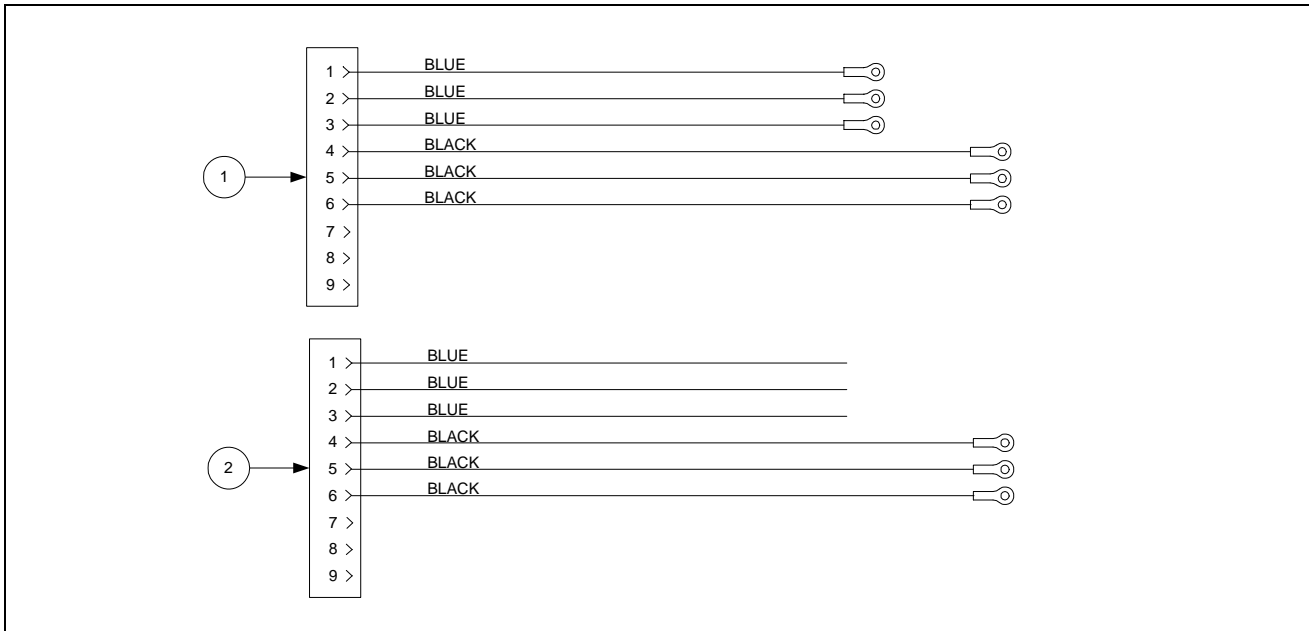 1 BLUE
2 BLUE
3 BLUE
4 BLACK
1
5 BLACK
6 BLACK
7
8
9
1 BLUE
2 BLUE
3 BLUE
4 BLACK
2
5 BLACK
6 BLACK
7
8
9